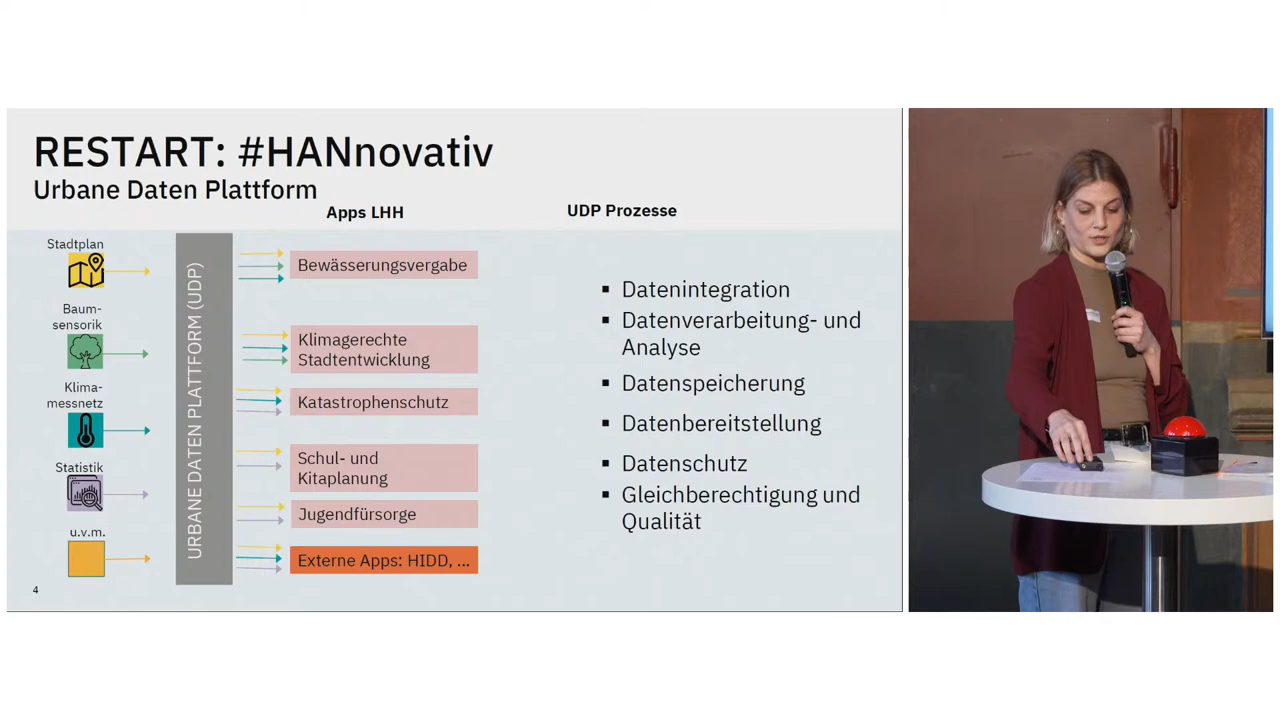 RESTART: #HANnovativ
Urbane Daten Plattform
Apps LHH
UDP Prozesse
Stadtplan
Baum-
sensorik
Klima-
messnetz
Statistik
u.v.m.
URBANE DATEN PLATTFORM (UDP)
Bewässerungsvergabe
Klimagerechte
Stadtentwicklung
Katastrophenschutz
Schul- und
Kitaplanung
Jugendfürsorge
Externe Apps: HIDD, ...
▪ Datenintegration
▪ Datenverarbeitung- und
Analyse
▪ Datenspeicherung
▪ Datenbereitstellung
▪ Datenschutz
▪ Gleichberechtigung und
Qualität
4